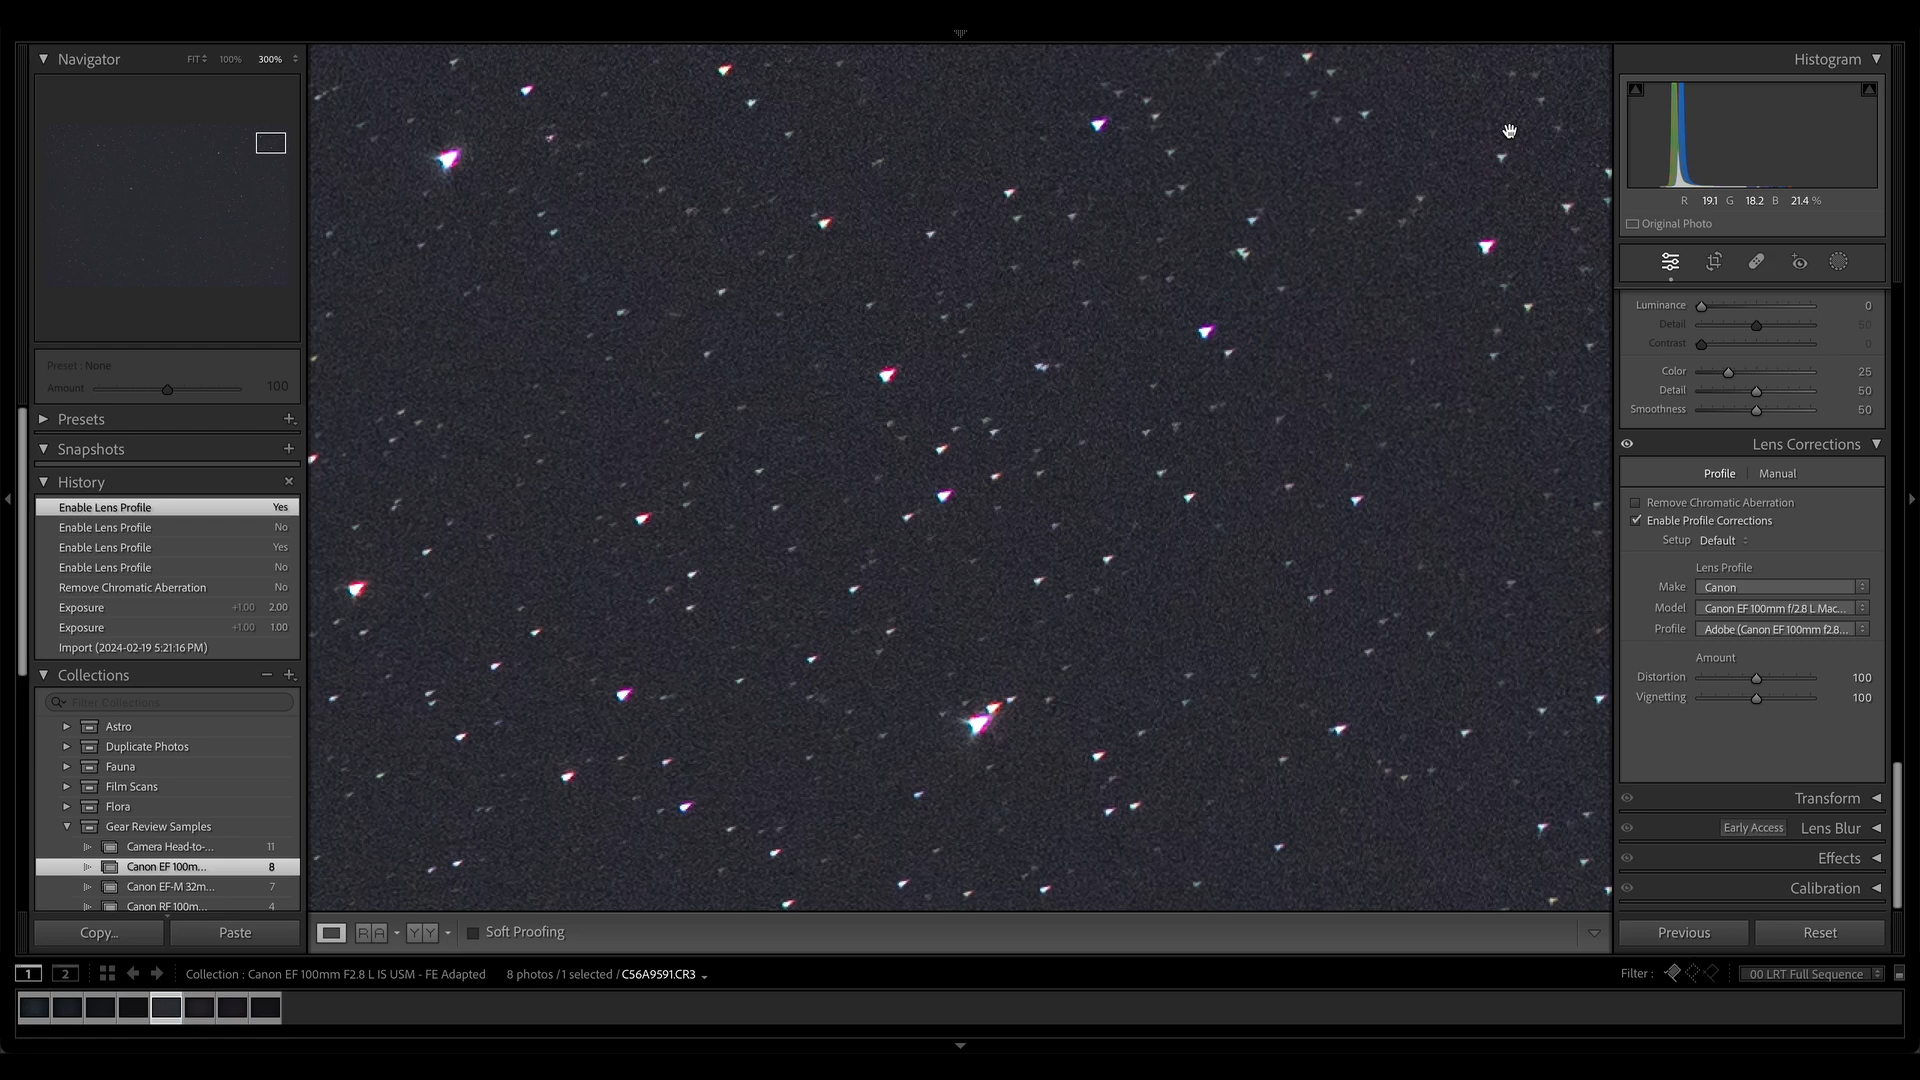 Navigator
FIT 100% 300%
Preset : None
Amount 100
Presets
Snapshots
History
Enable Lens Profile Yes
Enable Lens Profile No
Enable Lens Profile Yes
Enable Lens Profile No
Remove Chromatic Aberration No
Exposure +1.00 2.00
Exposure +1.00 1.00
Import (2024-02-19 5:21:16 PM)
Collections
Filter Collections
Astro
Duplicate Photos
Fauna
Film Scans
Flora
Gear Review Samples
Camera Head-to-... 11
Canon EF 100m... 8
Canon EF-M 32m... 7
Canon RF 100m... 4
Copy... Paste
R A Y Y Soft Proofing
Histogram
R 19.1 G 18.2 B 21.4 %
Original Photo
Luminance 0
Detail 50
Contrast 0
Color 25
Detail 50
Smoothness 50
Lens Corrections
Profile Manual
Remove Chromatic Aberration
Enable Profile Corrections
Setup Default
Lens Profile
Make Canon
Model Canon EF 100mm f/2.8 L Mac...
Profile Adobe (Canon EF 100mm f2.8...
Amount
Distortion 100
Vignetting 100
Transform
Early Access Lens Blur
Effects
Calibration
Previous Reset
1 2 Collection : Canon EF 100mm F2.8 L IS USM - FE Adapted 8 photos / 1 selected / C56A9591.CR3
Filter : 00 LRT Full Sequence